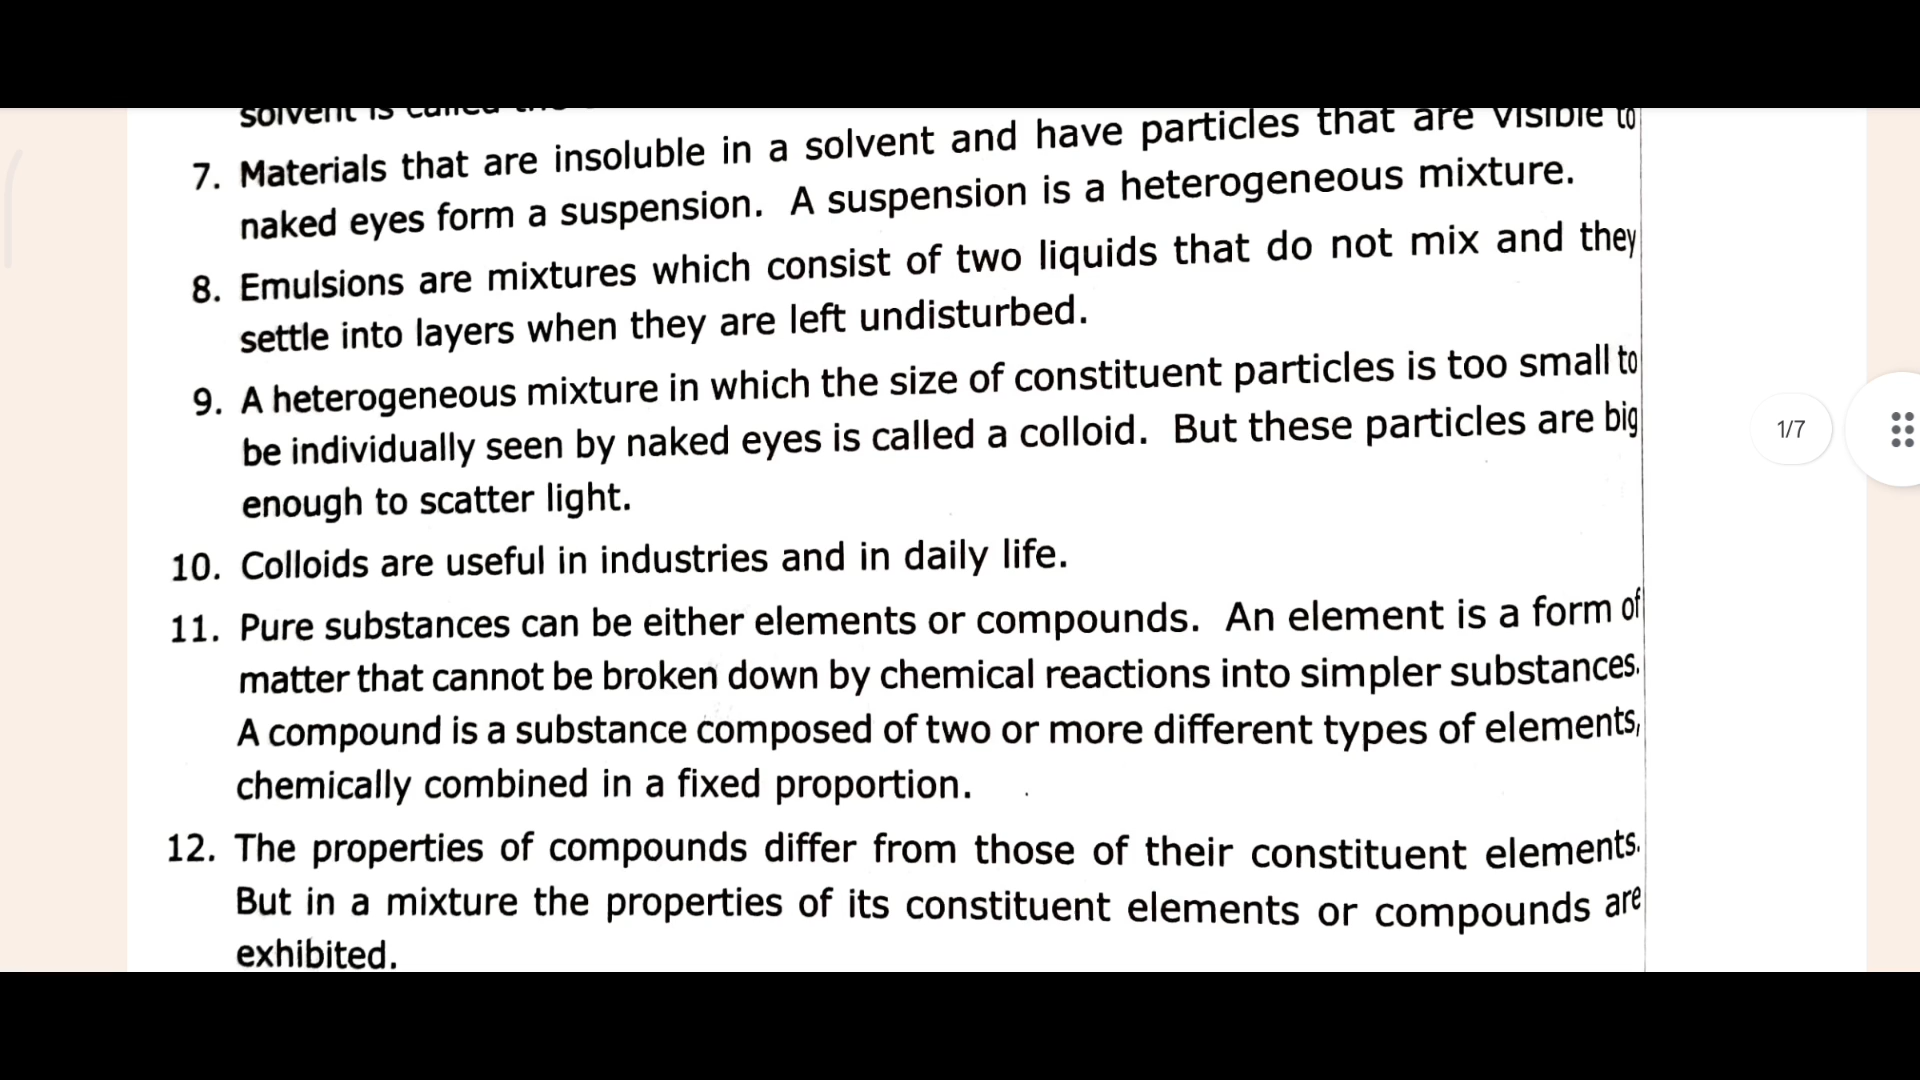 solvent is called the
7. Materials that are insoluble in a solvent and have particles that are visible to
naked eyes form a suspension. A suspension is a heterogeneous mixture.
8. Emulsions are mixtures which consist of two liquids that do not mix and they
settle into layers when they are left undisturbed.
9. A heterogeneous mixture in which the size of constituent particles is too small to
be individually seen by naked eyes is called a colloid. But these particles are big
enough to scatter light.
1/7
10. Colloids are useful in industries and in daily life.
11. Pure substances can be either elements or compounds. An element is a form of
matter that cannot be broken down by chemical reactions into simpler substances.
A compound is a substance composed of two or more different types of elements,
chemically combined in a fixed proportion.
12. The properties of compounds differ from those of their constituent elements.
But in a mixture the properties of its constituent elements or compounds are
exhibited.